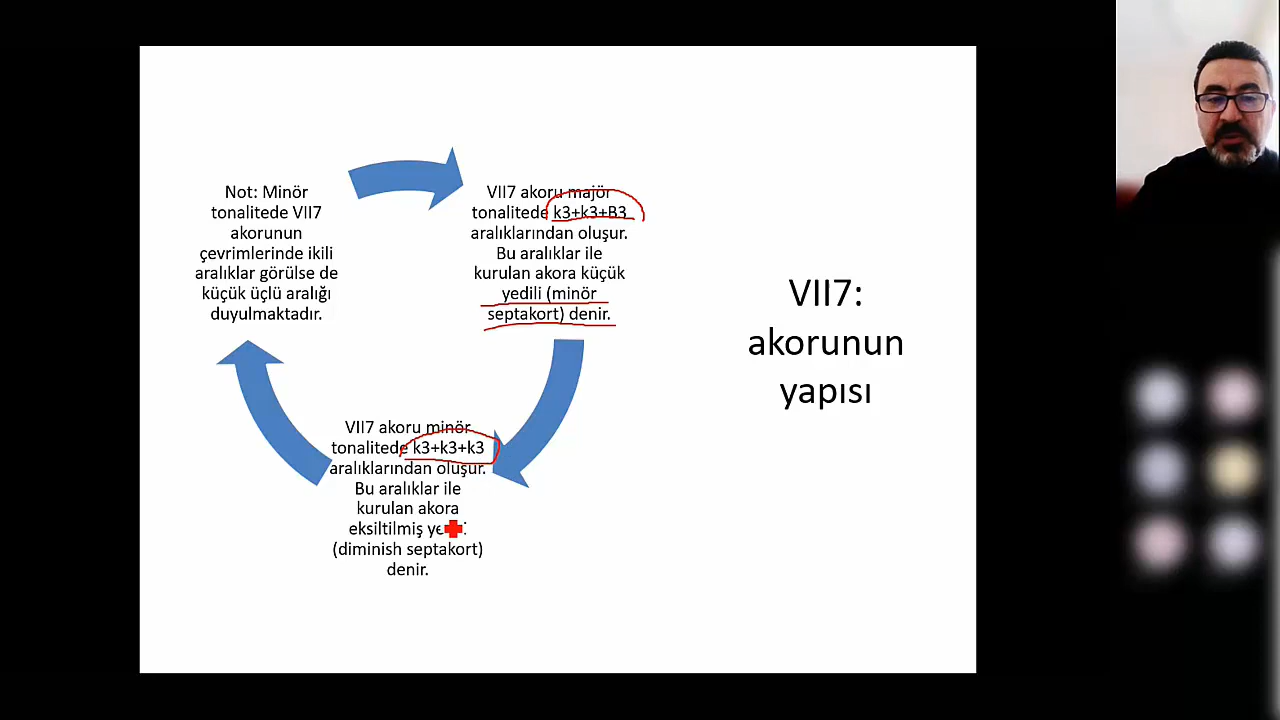 Not: Minör
tonalitede VII7
akorunun
çevrimlerinde ikili
aralıklar görülse de
küçük üçlü aralığı
duyulmaktadır.
VII7 akoru majör
tonalitede k3+k3+B3
aralıklarından oluşur.
Bu aralıklar ile
kurulan akora küçük
yedili (minör
septakort) denir.
VII7 akoru minör
tonalitede k3+k3+k3
aralıklarından oluşur.
Bu aralıklar ile
kurulan akora
eksiltilmiş
(diminish septakort)
denir.
VII7:
akorunun
yapısı